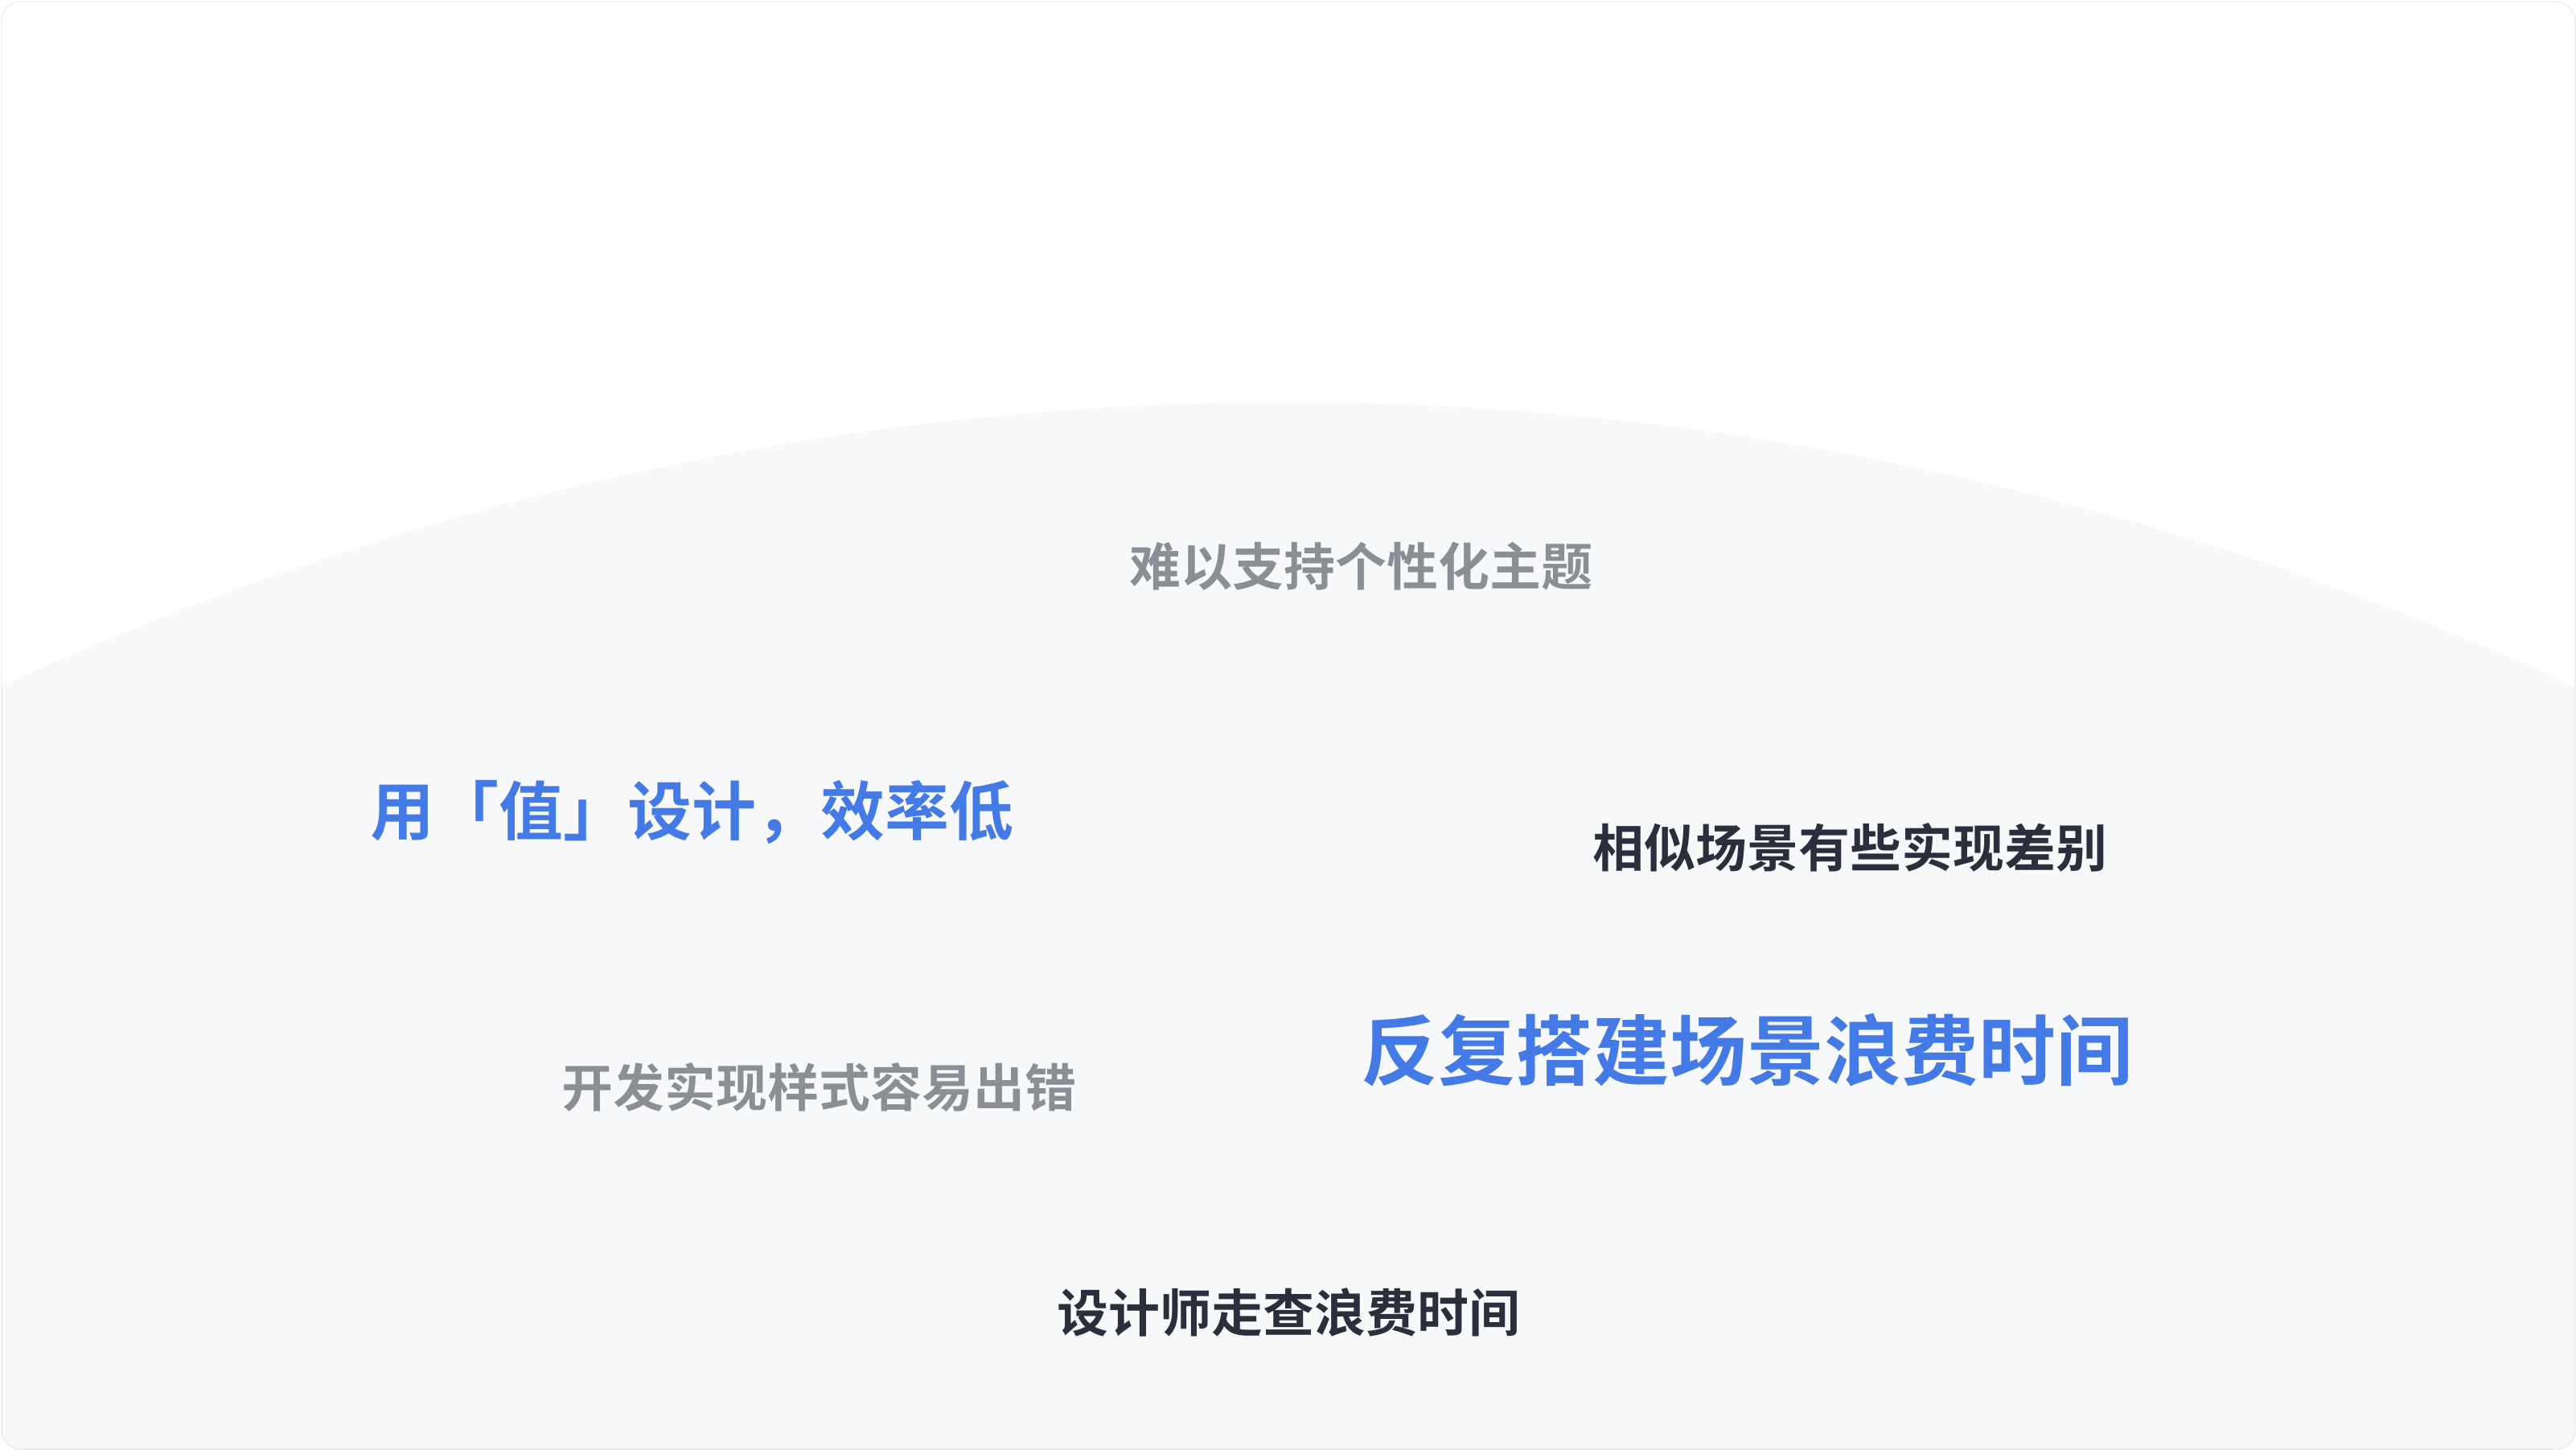 难以支持个性化主题
用「值」设计，效率低
相似场景有些实现差别
反复搭建场景浪费时间
开发实现样式容易出错
设计师走查浪费时间